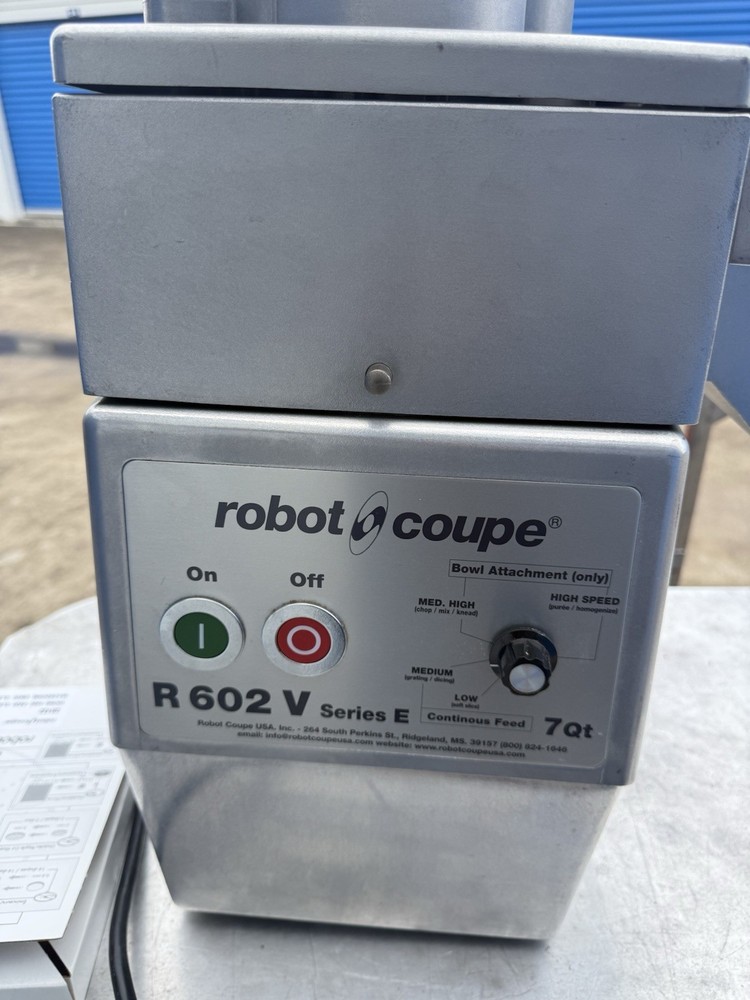 robot coupe®
On
Off
Bowl Attachment (only)
MED. HIGH
(chop / mix / knead)
HIGH SPEED
(purée / homogenize)
MEDIUM
(grating / dicing)
LOW
(soft slice)
Continous Feed
R 602 V Series E
7Qt
Robot Coupe USA, Inc. - 264 South Perkins St., Ridgeland, MS. 39157 (800) 824-1646
email: info@robotcoupeusa.com website: www.robotcoupeusa.com